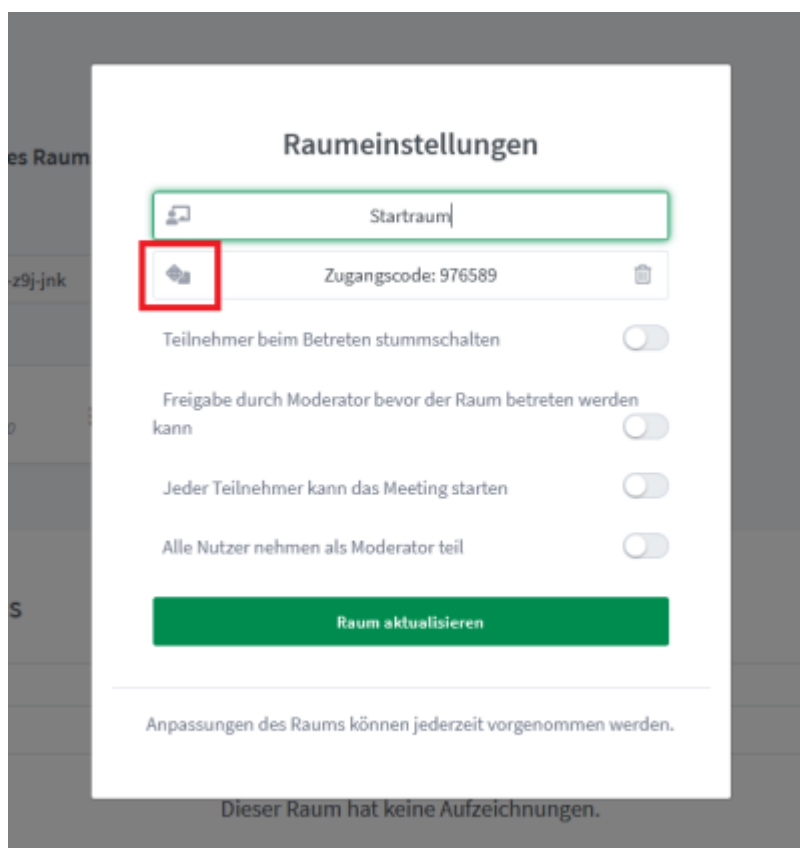 Raumeinstellungen
es Raum
Startraum
-z9j-jnk
Zugangscode: 976589
Teilnehmer beim Betreten stummschalten
Freigabe durch Moderator bevor der Raum betreten werden
kann
Jeder Teilnehmer kann das Meeting starten
Alle Nutzer nehmen als Moderator teil
s
Raum aktualisieren
Anpassungen des Raums können jederzeit vorgenommen werden.
Dieser Raum hat keine Aufzeichnungen.